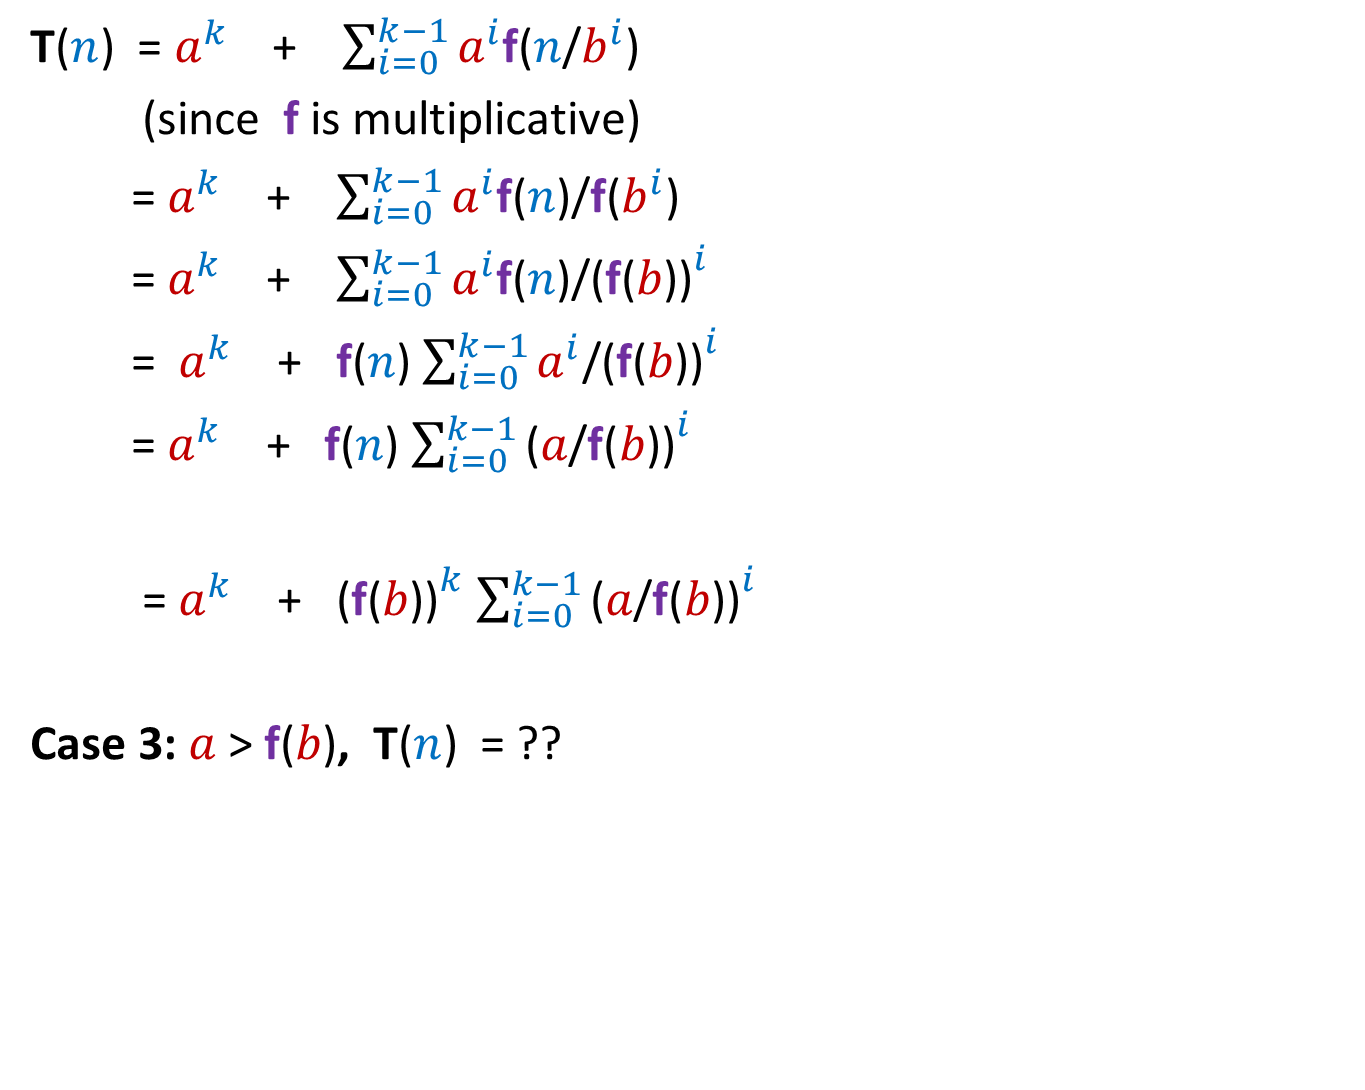 T(n) = a^k + ∑_{i=0}^{k−1} a^i f(n/b^i)
(since f is multiplicative)
= a^k + ∑_{i=0}^{k−1} a^i f(n)/f(b^i)
= a^k + ∑_{i=0}^{k−1} a^i f(n)/(f(b))^i
= a^k + f(n) ∑_{i=0}^{k−1} a^i/(f(b))^i
= a^k + f(n) ∑_{i=0}^{k−1} (a/f(b))^i
= a^k + (f(b))^k ∑_{i=0}^{k−1} (a/f(b))^i
Case 3: a > f(b), T(n) = ??